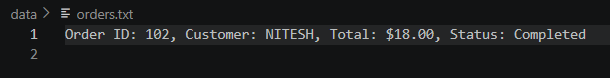 data > orders.txt
1 Order ID: 102, Customer: NITESH, Total: $18.00, Status: Completed
2